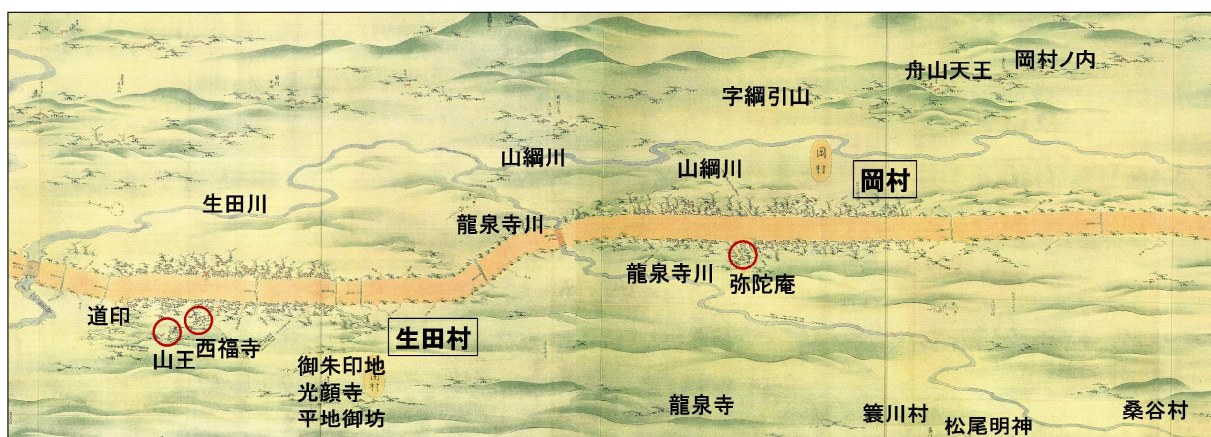 岡村ノ内
舟山天王
字綱引山
山綱川
山綱川
岡村
岡村
生田川
龍泉寺川
龍泉寺川
弥陀庵
道印
山王
西福寺
生田村
御朱印地
光顔寺
平地御坊
龍泉寺
簑川村
松尾明神
桑谷村